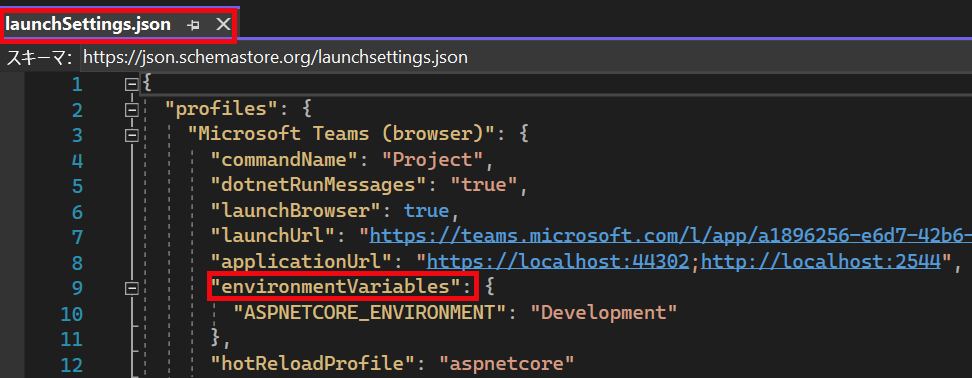 launchSettings.json
スキーマ: https://json.schemastore.org/launchsettings.json
1 {
2 "profiles": {
3 "Microsoft Teams (browser)": {
4 "commandName": "Project",
5 "dotnetRunMessages": "true",
6 "launchBrowser": true,
7 "launchUrl": "https://teams.microsoft.com/l/app/a1896256-e6d7-42b6-
8 "applicationUrl": "https://localhost:44302;http://localhost:2544",
9 "environmentVariables": {
10 "ASPNETCORE_ENVIRONMENT": "Development"
11 },
12 "hotReloadProfile": "aspnetcore"